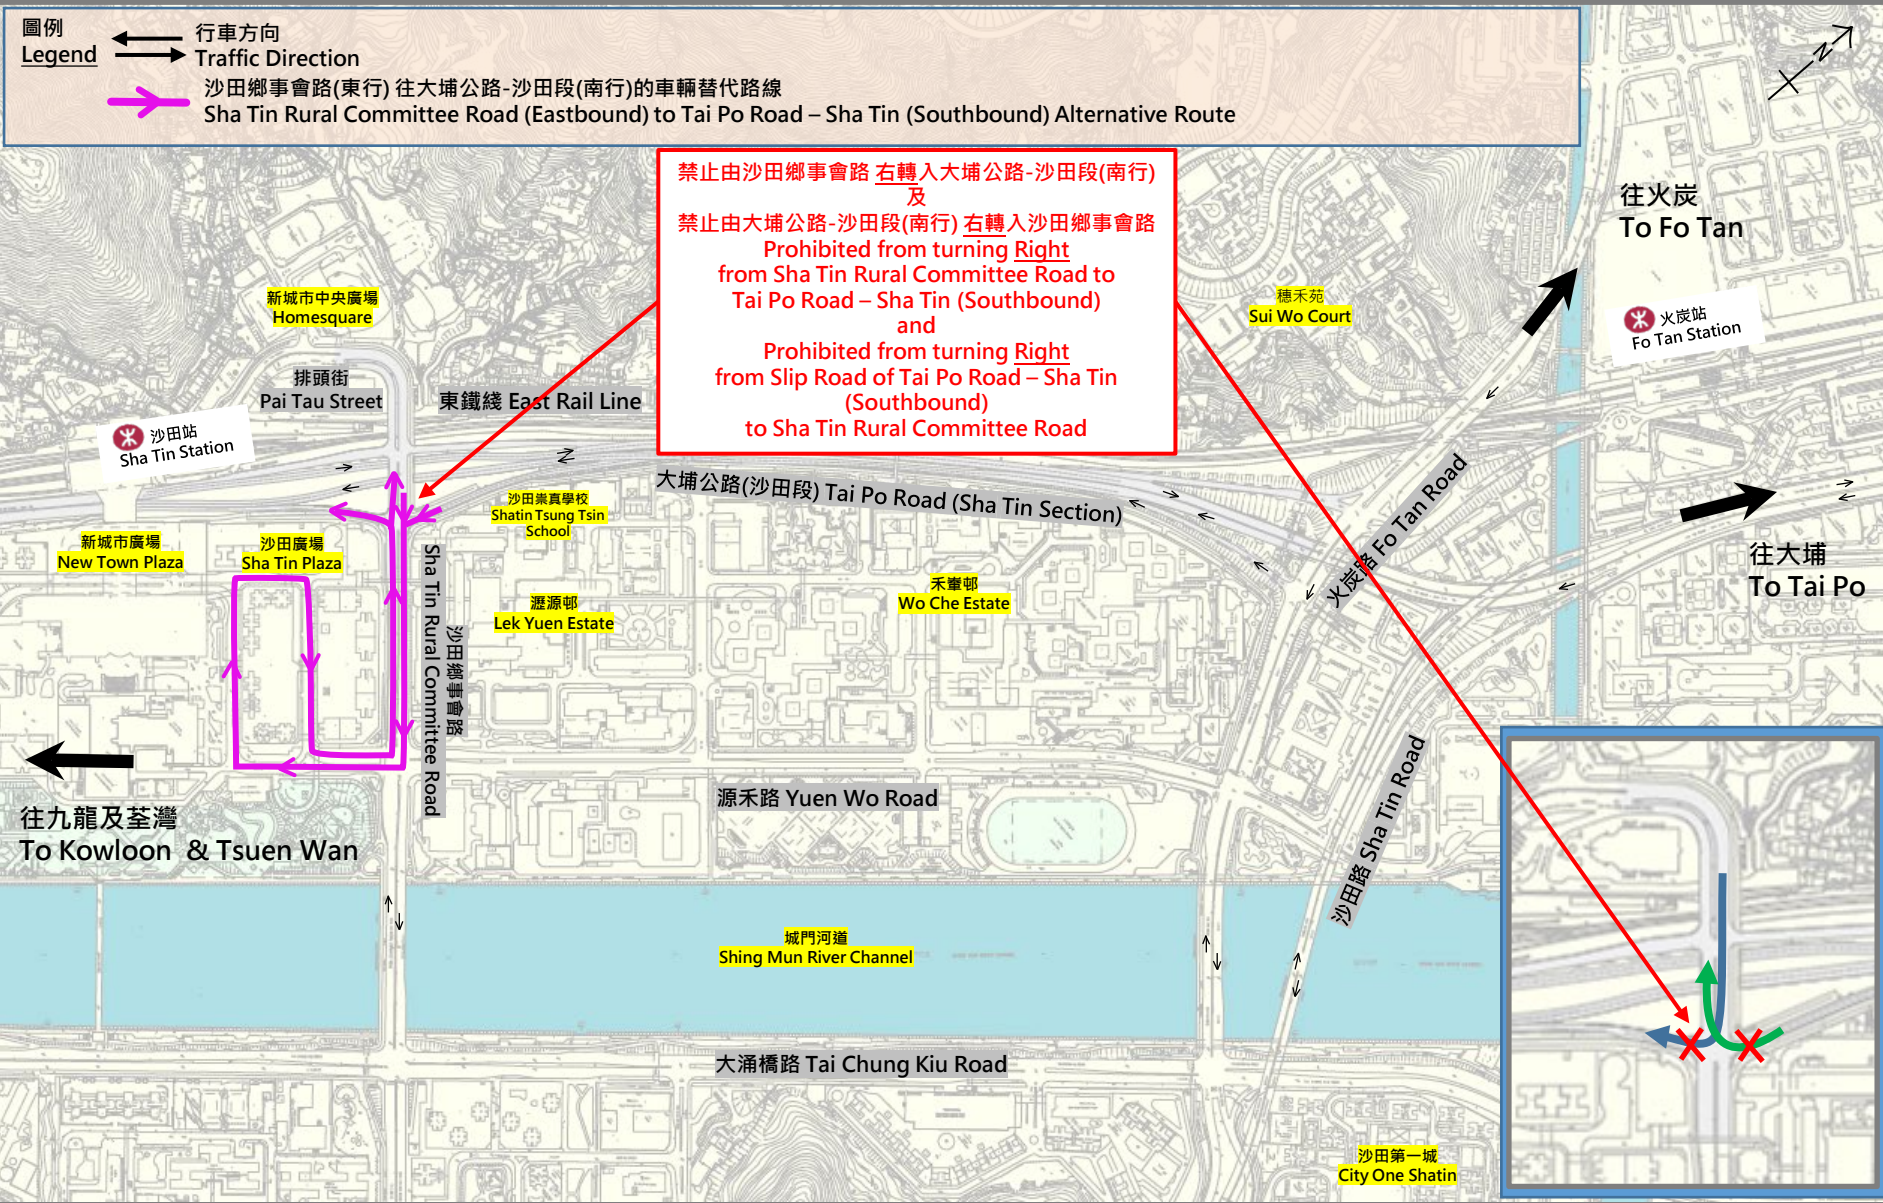 圖例
Legend
行車方向
Traffic Direction
沙田鄉事會路(東行) 往大埔公路-沙田段(南行)的車輛替代路線
Sha Tin Rural Committee Road (Eastbound) to Tai Po Road – Sha Tin (Southbound) Alternative Route
N
禁止由沙田鄉事會路 右轉入大埔公路-沙田段(南行)
及
禁止由大埔公路-沙田段(南行) 右轉入沙田鄉事會路
Prohibited from turning Right
from Sha Tin Rural Committee Road to
Tai Po Road – Sha Tin (Southbound)
and
Prohibited from turning Right
from Slip Road of Tai Po Road – Sha Tin
(Southbound)
to Sha Tin Rural Committee Road
往火炭
To Fo Tan
新城市中央廣場
Homesquare
穗禾苑
Sui Wo Court
火炭站
Fo Tan Station
排頭街
Pai Tau Street
東鐵綫 East Rail Line
沙田站
Sha Tin Station
大埔公路(沙田段) Tai Po Road (Sha Tin Section)
火炭路 Fo Tan Road
沙田崇真學校
Shatin Tsung Tsin
School
新城市廣場
New Town Plaza
沙田廣場
Sha Tin Plaza
往大埔
To Tai Po
瀝源邨
Lek Yuen Estate
禾輋邨
Wo Che Estate
沙田鄉事會路
Sha Tin Rural Committee Road
源禾路 Yuen Wo Road
沙田路 Sha Tin Road
往九龍及荃灣
To Kowloon & Tsuen Wan
城門河道
Shing Mun River Channel
大涌橋路 Tai Chung Kiu Road
沙田第一城
City One Shatin